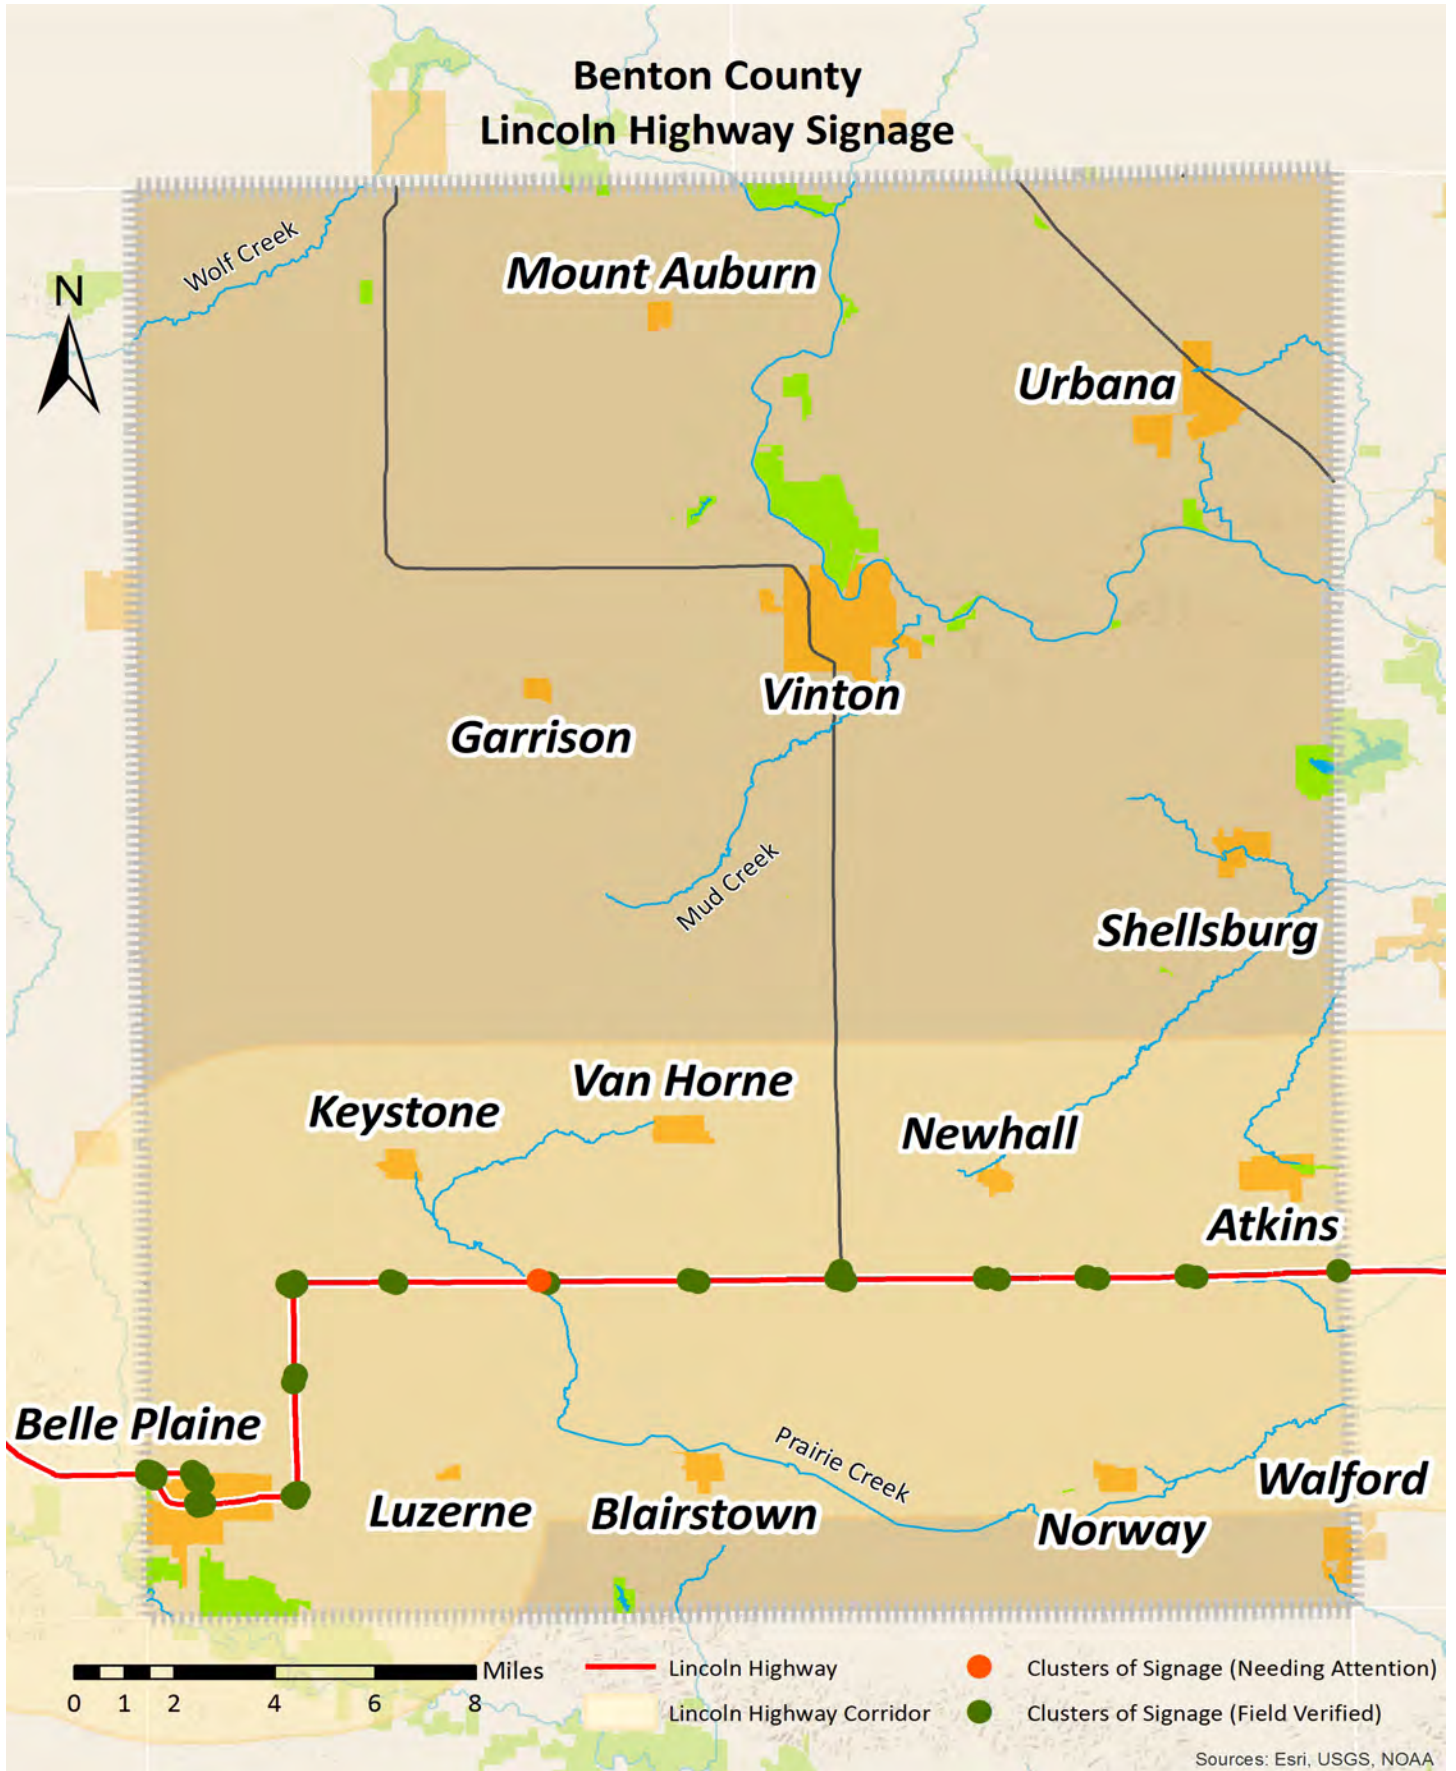 Benton County
Lincoln Highway Signage
Wolf Creek
N
Mount Auburn
Urbana
Vinton
Garrison
Mud Creek
Shellsburg
Van Horne
Keystone
Newhall
Atkins
Belle Plaine
Prairie Creek
Walford
Luzerne
Blairstown
Norway
Miles
0 1 2 4 6 8
Lincoln Highway
Lincoln Highway Corridor
Clusters of Signage (Needing Attention)
Clusters of Signage (Field Verified)
Sources: Esri, USGS, NOAA